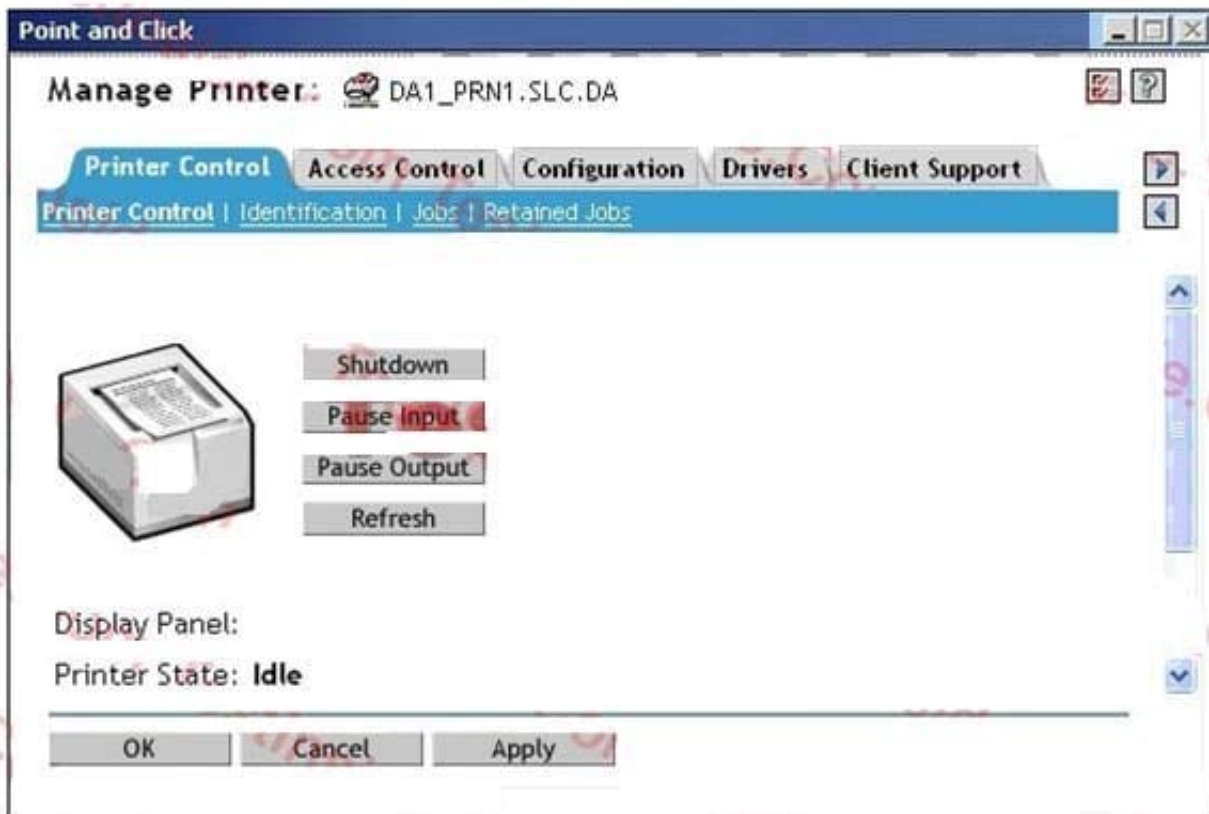 Point and Click
Manage Printer: DA1_PRN1.SLC.DA
Printer Control Access Control Configuration Drivers Client Support
Printer Control | Identification | Jobs | Retained Jobs
Shutdown
Pause Input
Pause Output
Refresh
Display Panel:
Printer State: Idle
OK Cancel Apply